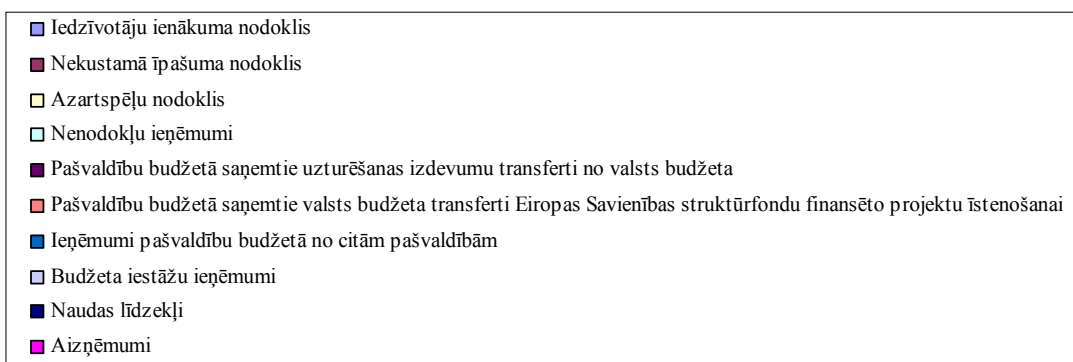 Iedzīvotāju ienākuma nodoklis
Nekustamā īpašuma nodoklis
Azartspēļu nodoklis
Nenodokļu ieņēmumi
Pašvaldību budžetā saņemtie uzturēšanas izdevumu transferti no valsts budžeta
Pašvaldību budžetā saņemtie valsts budžeta transferti Eiropas Savienības struktūrfondu finansēto projektu īstenošanai
Ieņēmumi pašvaldību budžetā no citām pašvaldībām
Budžeta iestāžu ieņēmumi
Naudas līdzekļi
Aizņēmumi